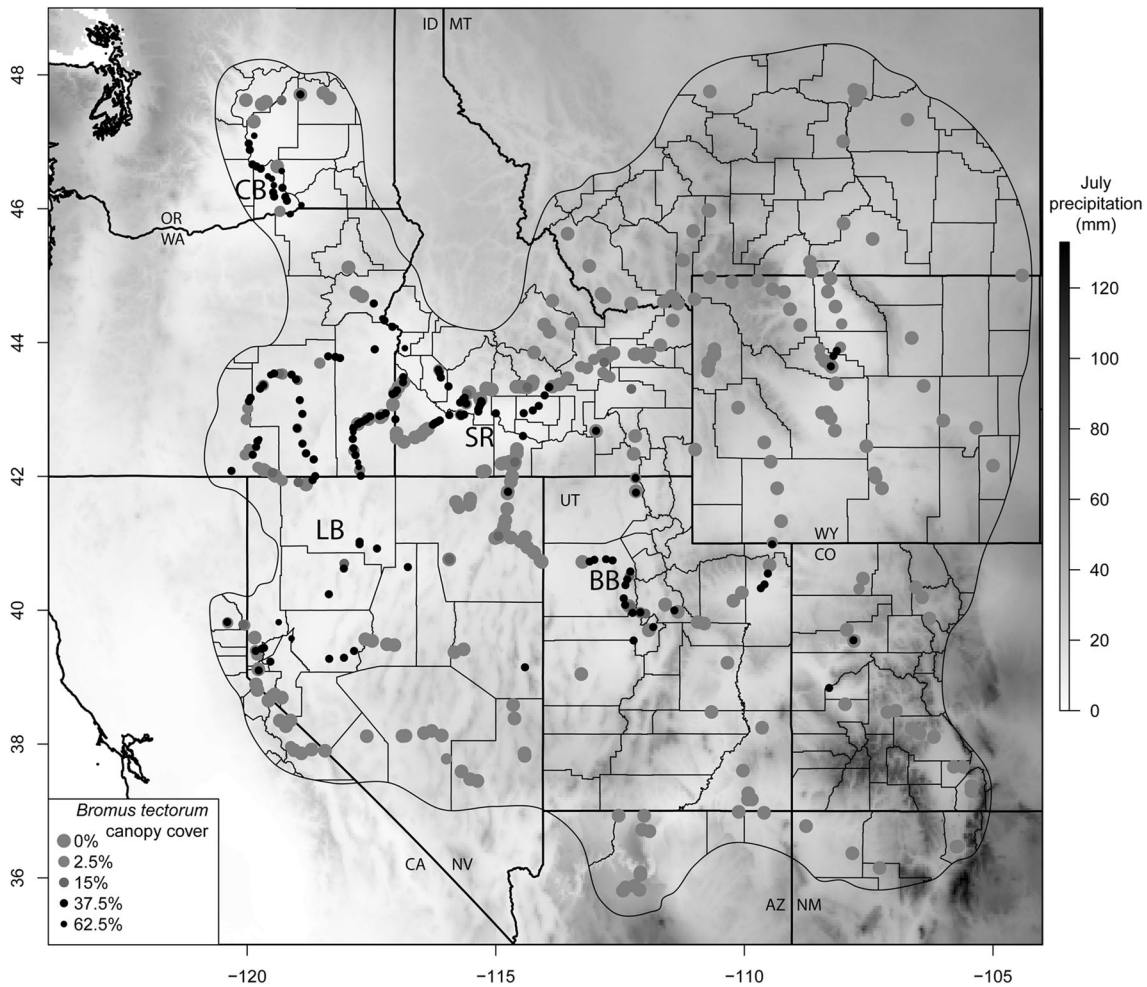 ID MT
48
CB
46
OR
WA
July
precipitation
(mm)
120
100
80
60
40
20
0
44
SR
42
UT
LB
WY
CO
BB
40
38
Bromus tectorum
canopy cover
0%
2.5%
15%
37.5%
62.5%
CA NV
AZ NM
36
−120
−115
−110
−105